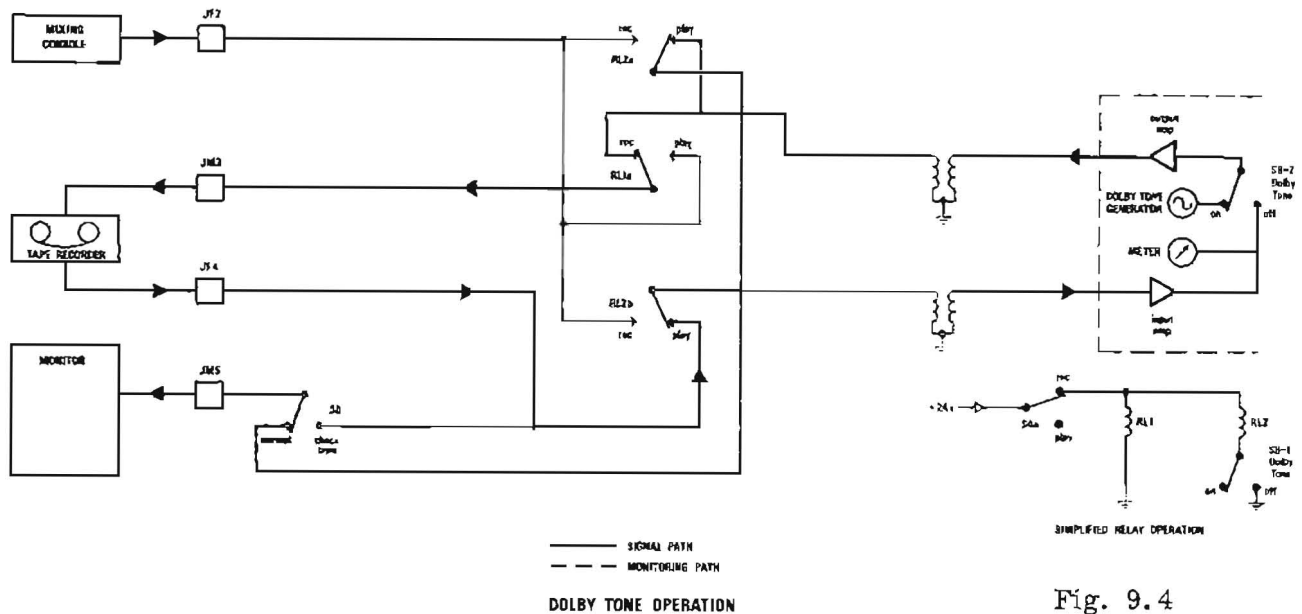 MIXING
CONSOLE
JF2
rec
play
RL2a
rec
play
RL1a
JM3
TAPE RECORDER
JF4
RL2b
rec
play
MONITOR
JM5
normal
check
tape
output
amp
DOLBY TONE
GENERATOR
on
off
S8-2
Dolby
Tone
METER
input
amp
rec
+24v
S4a
play
RL1
RL2
S8-1
Dolby
Tone
on
off
SIMPLIFIED RELAY OPERATION
SIGNAL PATH
MONITORING PATH
DOLBY TONE OPERATION
Fig. 9.4